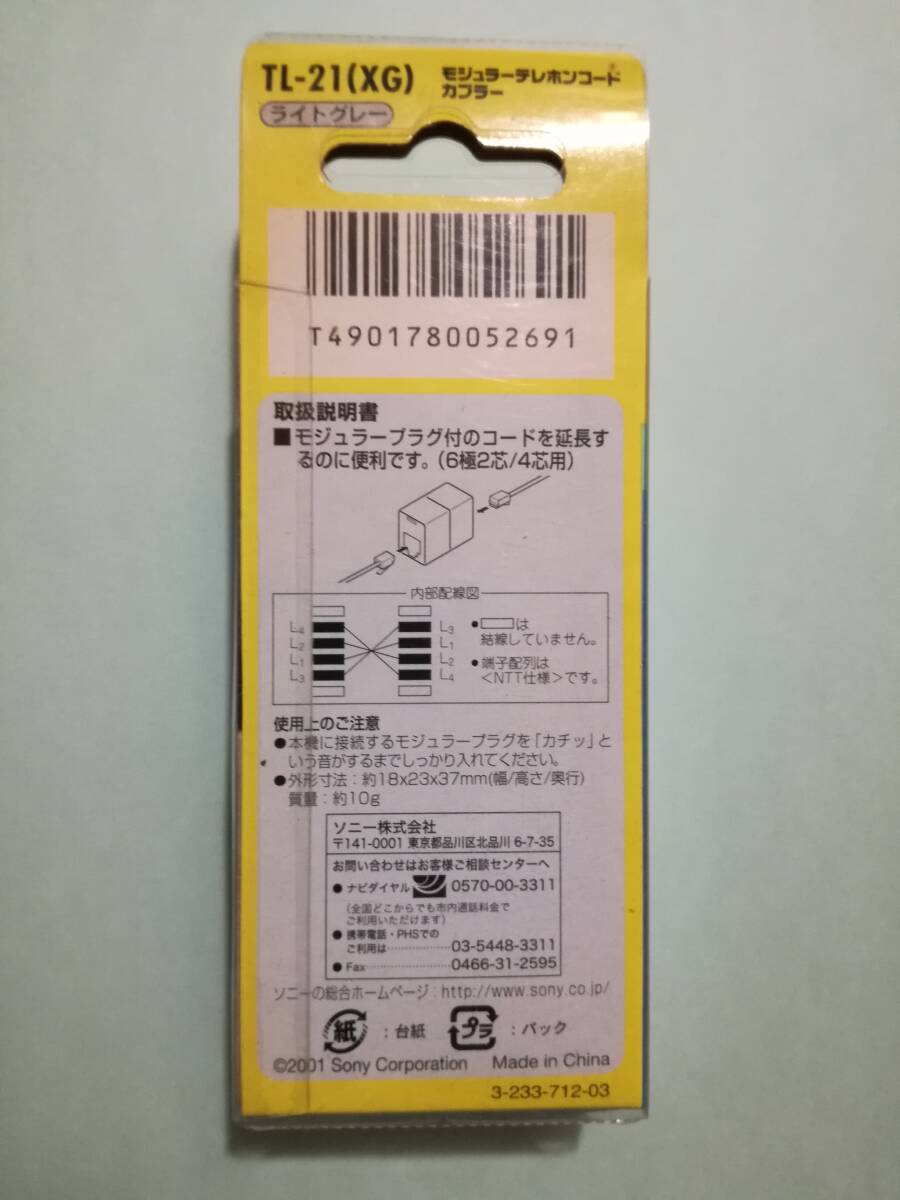 TL-21(XG) モジュラーテレホンコード
カプラー
ライトグレー
T4901780052691
取扱説明書
■モジュラープラグ付のコードを延長す
るのに便利です。(6極2芯/4芯用)
内部配線図
L4 L3
L2 L1
L1 L2
L3 L4
●▭は
結線していません。
●端子配列は
<NTT仕様>です。
使用上のご注意
●本機に接続するモジュラープラグを「カチッ」と
いう音がするまでしっかり入れてください。
●外形寸法:約18x23x37mm(幅/高さ/奥行)
質量:約10g
ソニー株式会社
〒141-0001 東京都品川区北品川 6-7-35
お問い合わせはお客様ご相談センターへ
●ナビダイヤル 0570-00-3311
(全国どこからでも市内通話料金で
ご利用いただけます)
●携帯電話・PHSでの
ご利用は············03-5448-3311
●Fax··················0466-31-2595
ソニーの総合ホームページ:http://www.sony.co.jp/
紙:台紙 プラ:パック
©2001 Sony Corporation Made in China
3-233-712-03